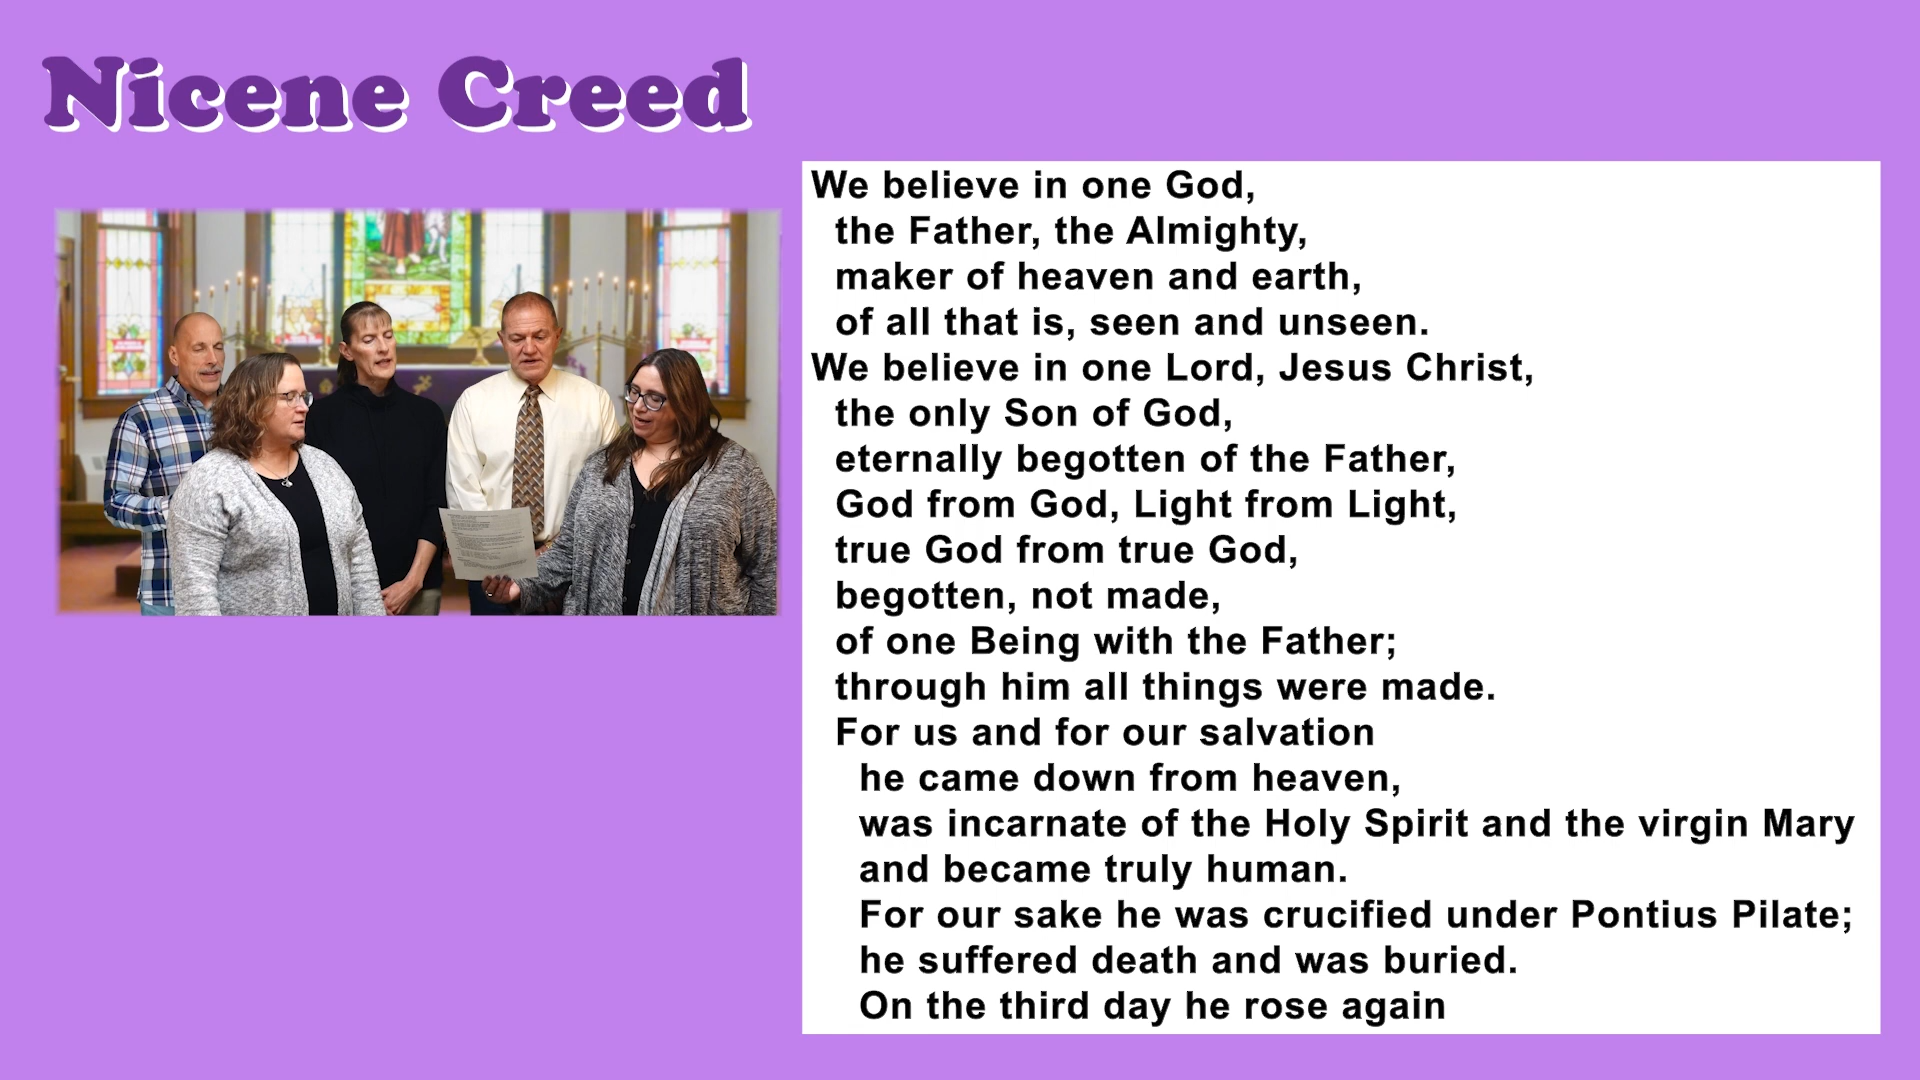 Nicene Creed
We believe in one God,
the Father, the Almighty,
maker of heaven and earth,
of all that is, seen and unseen.
We believe in one Lord, Jesus Christ,
the only Son of God,
eternally begotten of the Father,
God from God, Light from Light,
true God from true God,
begotten, not made,
of one Being with the Father;
through him all things were made.
For us and for our salvation
he came down from heaven,
was incarnate of the Holy Spirit and the virgin Mary
and became truly human.
For our sake he was crucified under Pontius Pilate;
he suffered death and was buried.
On the third day he rose again